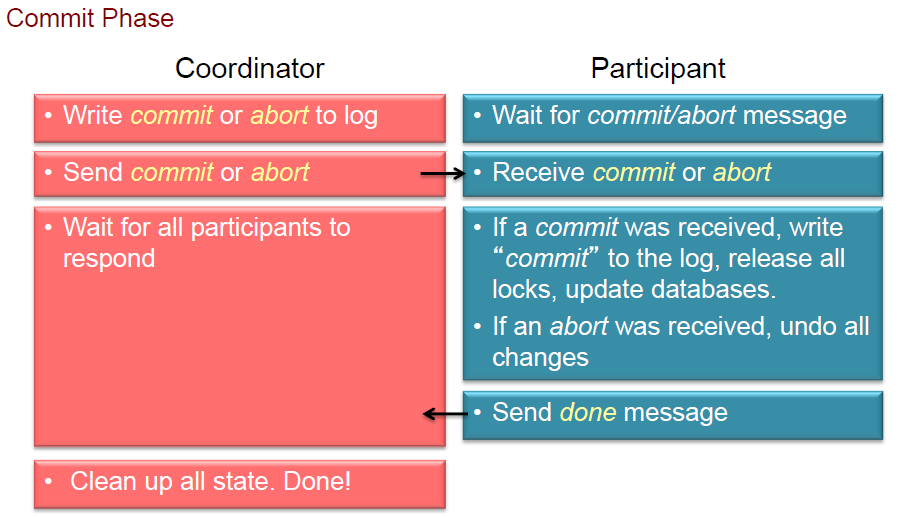 Commit Phase
Coordinator
Participant
• Write commit or abort to log
• Wait for commit/abort message
• Send commit or abort
• Receive commit or abort
• Wait for all participants to
respond
• If a commit was received, write
“commit” to the log, release all
locks, update databases.
• If an abort was received, undo all
changes
• Send done message
• Clean up all state. Done!